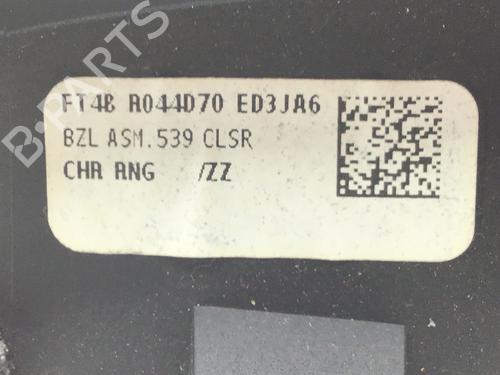 B-PARTS
FT4B R044D70 ED3JA6
BZL ASM.539 CLSR
CHR RNG /ZZ